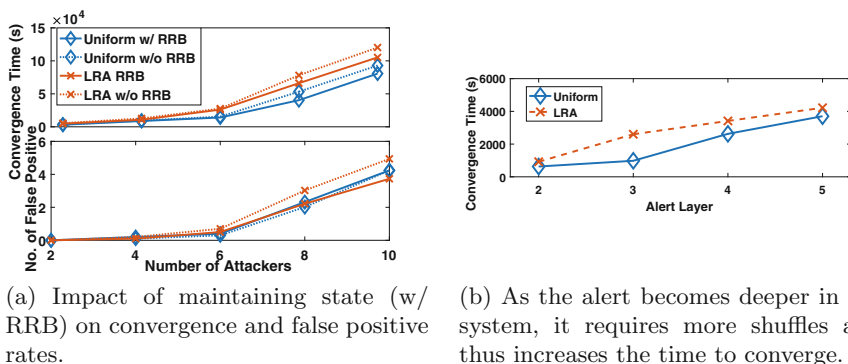 ×10⁴
15
10
5
0
Convergence Time (s)
Uniform w/ RRB
Uniform w/o RRB
LRA RRB
LRA w/o RRB
6
4
2
0
No. of False Positive
2 4 6 8 10
Number of Attackers
6000
4000
2000
0
Convergence Time (s)
Uniform
LRA
2 3 4 5
Alert Layer
(a) Impact of maintaining state (w/
RRB) on convergence and false positive
rates.
(b) As the alert becomes deeper in
system, it requires more shuffles a
thus increases the time to converge.